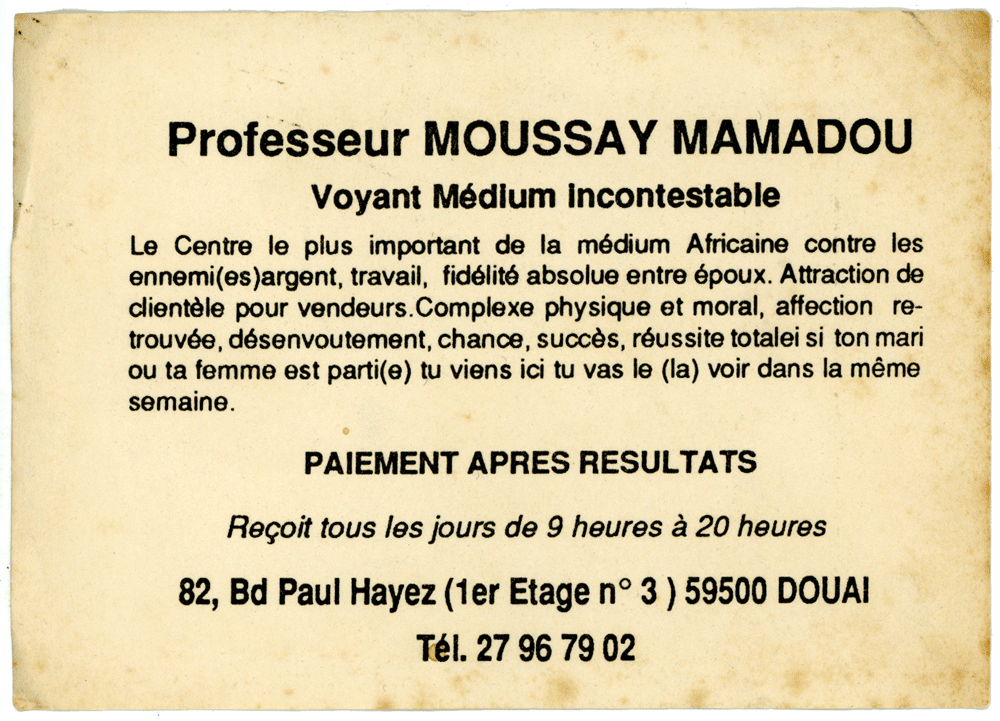 Professeur MOUSSAY MAMADOU
Voyant Médium incontestable
Le Centre le plus important de la médium Africaine contre les
ennemi(es)argent, travail, fidélité absolue entre époux. Attraction de
clientèle pour vendeurs.Complexe physique et moral, affection re-
trouvée, désenvoutement, chance, succès, réussite totalei si ton mari
ou ta femme est parti(e) tu viens ici tu vas le (la) voir dans la même
semaine.
PAIEMENT APRES RESULTATS
Reçoit tous les jours de 9 heures à 20 heures
82, Bd Paul Hayez (1er Etage n° 3 ) 59500 DOUAI
Tél. 27 96 79 02